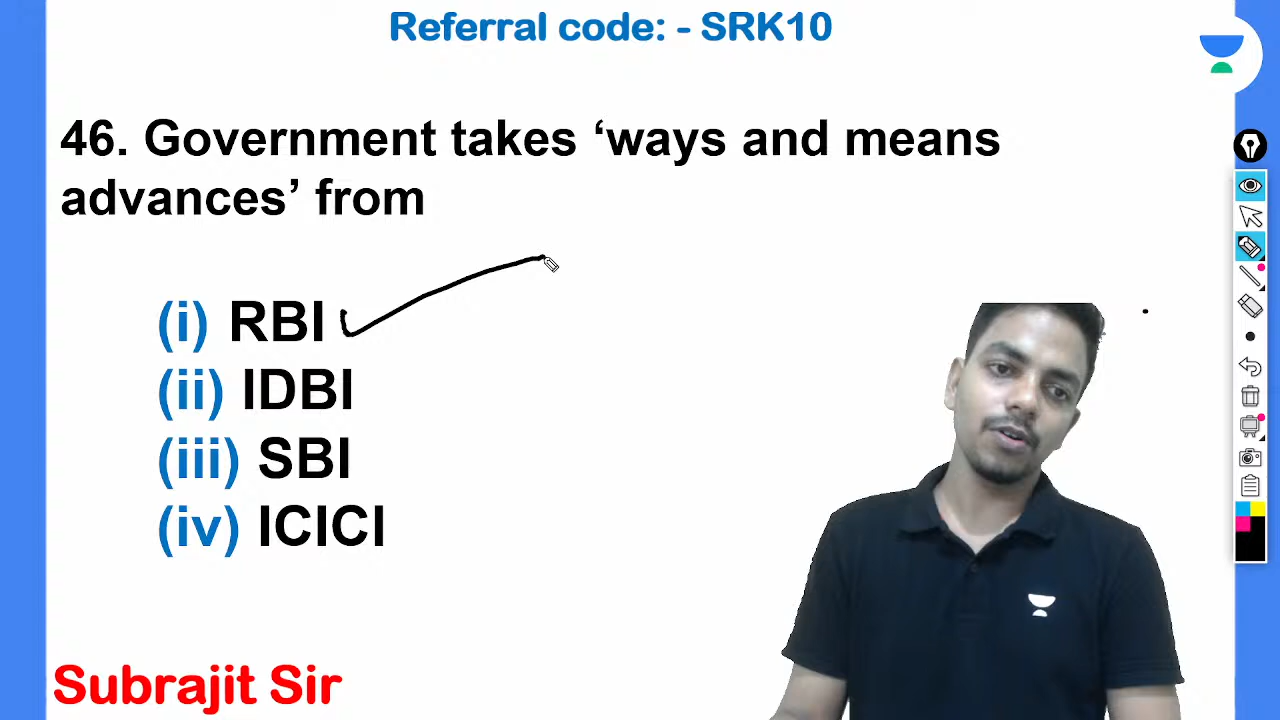 Referral code: - SRK10
46. Government takes ‘ways and means
advances’ from
(i) RBI
(ii) IDBI
(iii) SBI
(iv) ICICI
Subrajit Sir